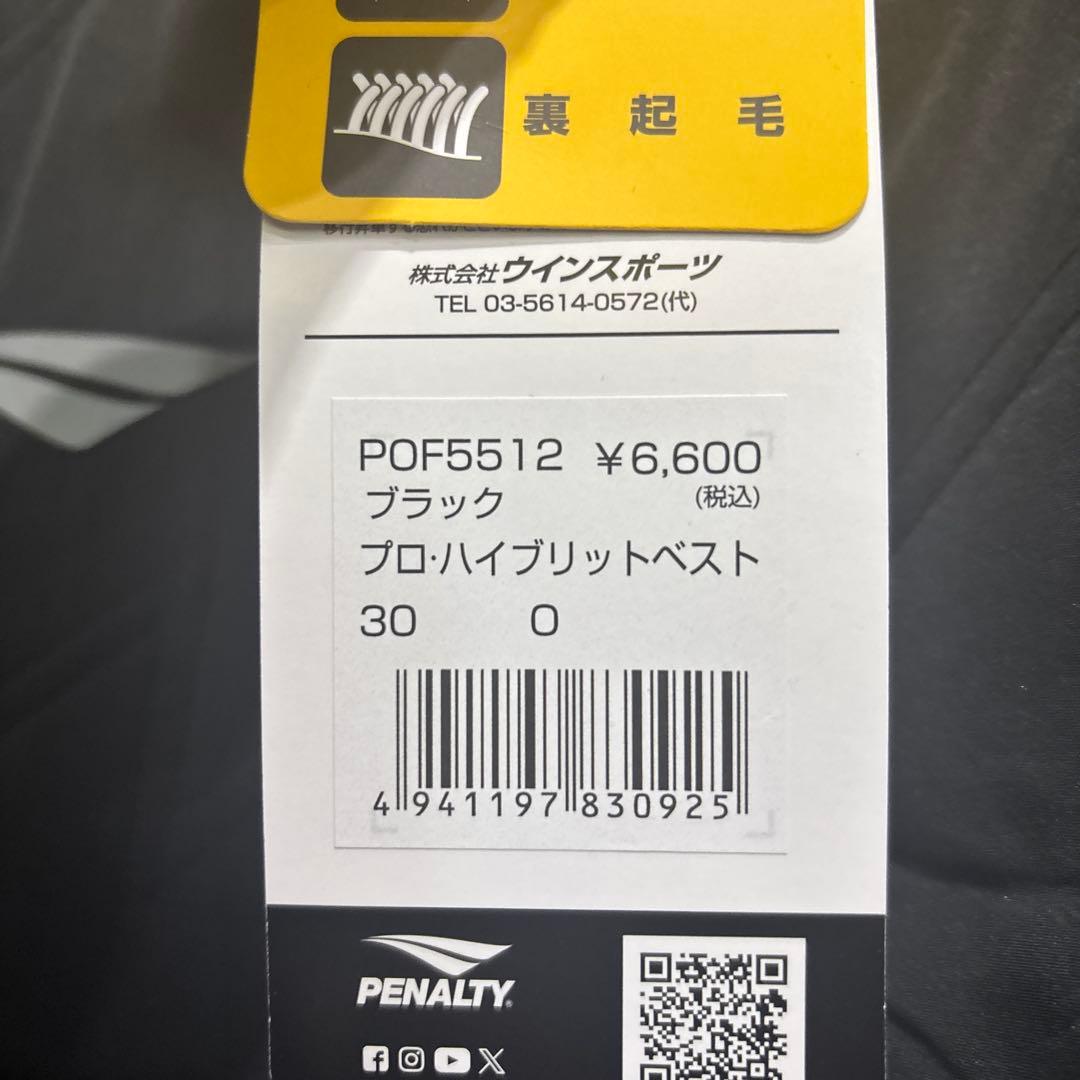 裏起毛
株式会社ウインスポーツ
TEL 03-5614-0572(代)
POF5512 ¥6,600
ブラック (税込)
プロ･ハイブリットベスト
30 0
4 941197 830925
PENALTY